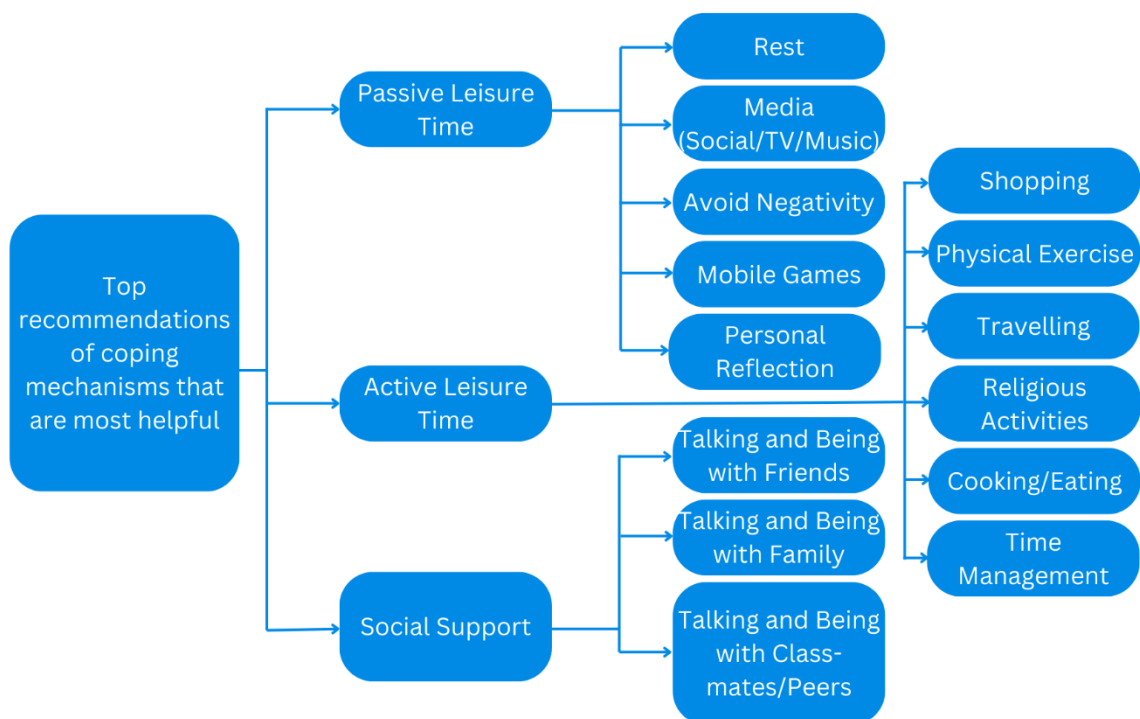 Top
recommendations
of coping
mechanisms that
are most helpful
Passive Leisure
Time
Rest
Media
(Social/TV/Music)
Avoid Negativity
Mobile Games
Personal
Reflection
Active Leisure
Time
Shopping
Physical Exercise
Travelling
Religious
Activities
Cooking/Eating
Time
Management
Social Support
Talking and Being
with Friends
Talking and Being
with Family
Talking and Being
with Class-
mates/Peers